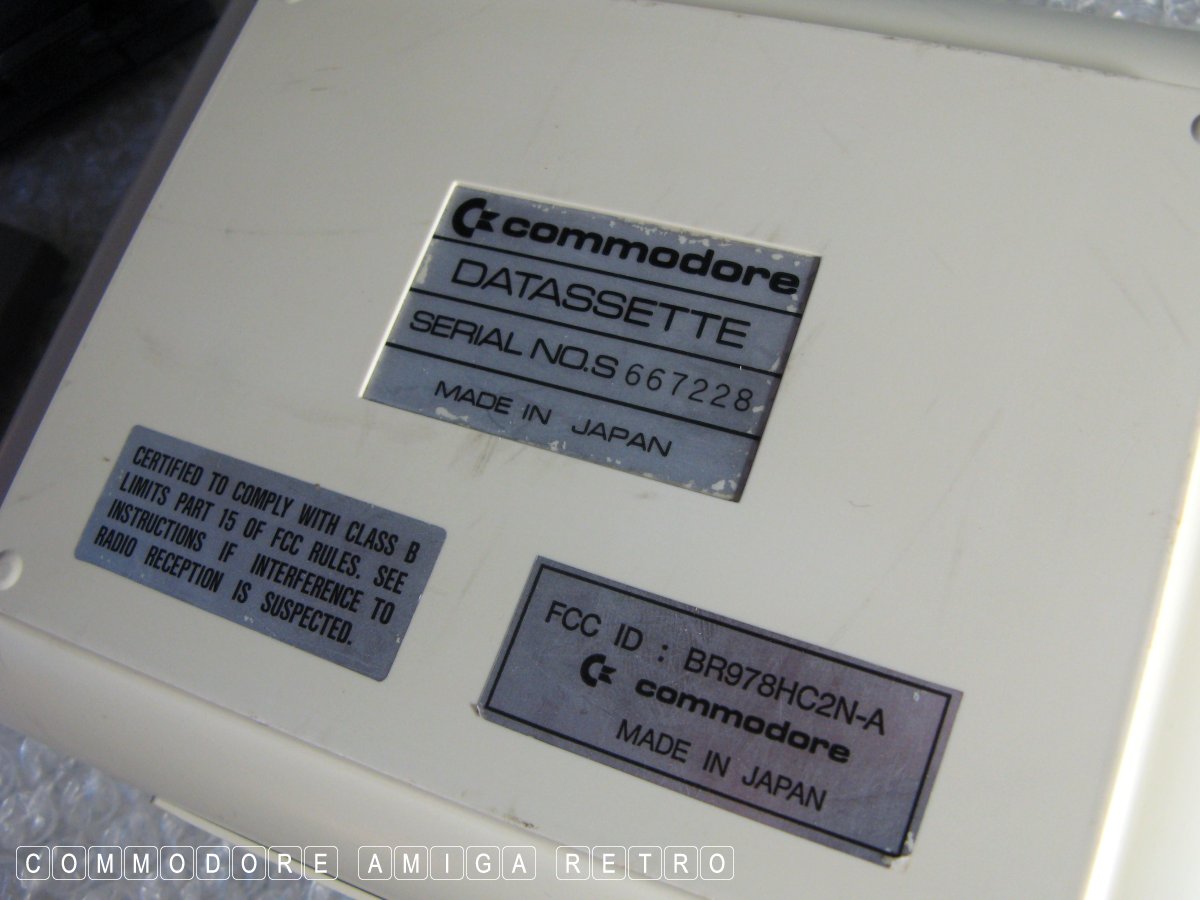 commodore
DATASSETTE
SERIAL NO.S 667228
MADE IN JAPAN
CERTIFIED TO COMPLY WITH CLASS B
LIMITS PART 15 OF FCC RULES. SEE
INSTRUCTIONS IF INTERFERENCE TO
RADIO RECEPTION IS SUSPECTED.
FCC ID : BR978HC2N-A
commodore
MADE IN JAPAN
COMMODORE AMIGA RETRO